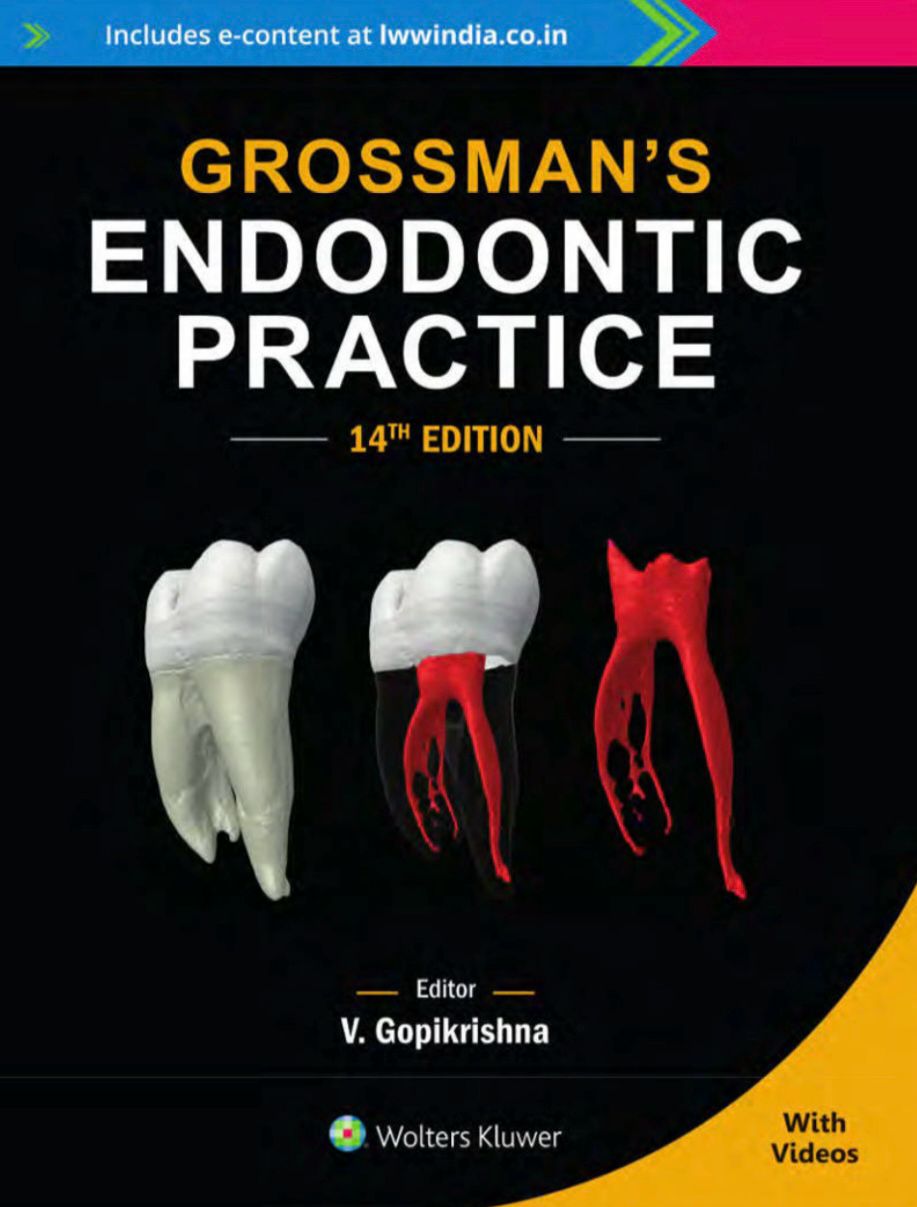 Includes e-content at lwwindia.co.in
GROSSMAN'S
ENDODONTIC
PRACTICE
14TH EDITION
Editor
V. Gopikrishna
Wolters Kluwer
With
Videos